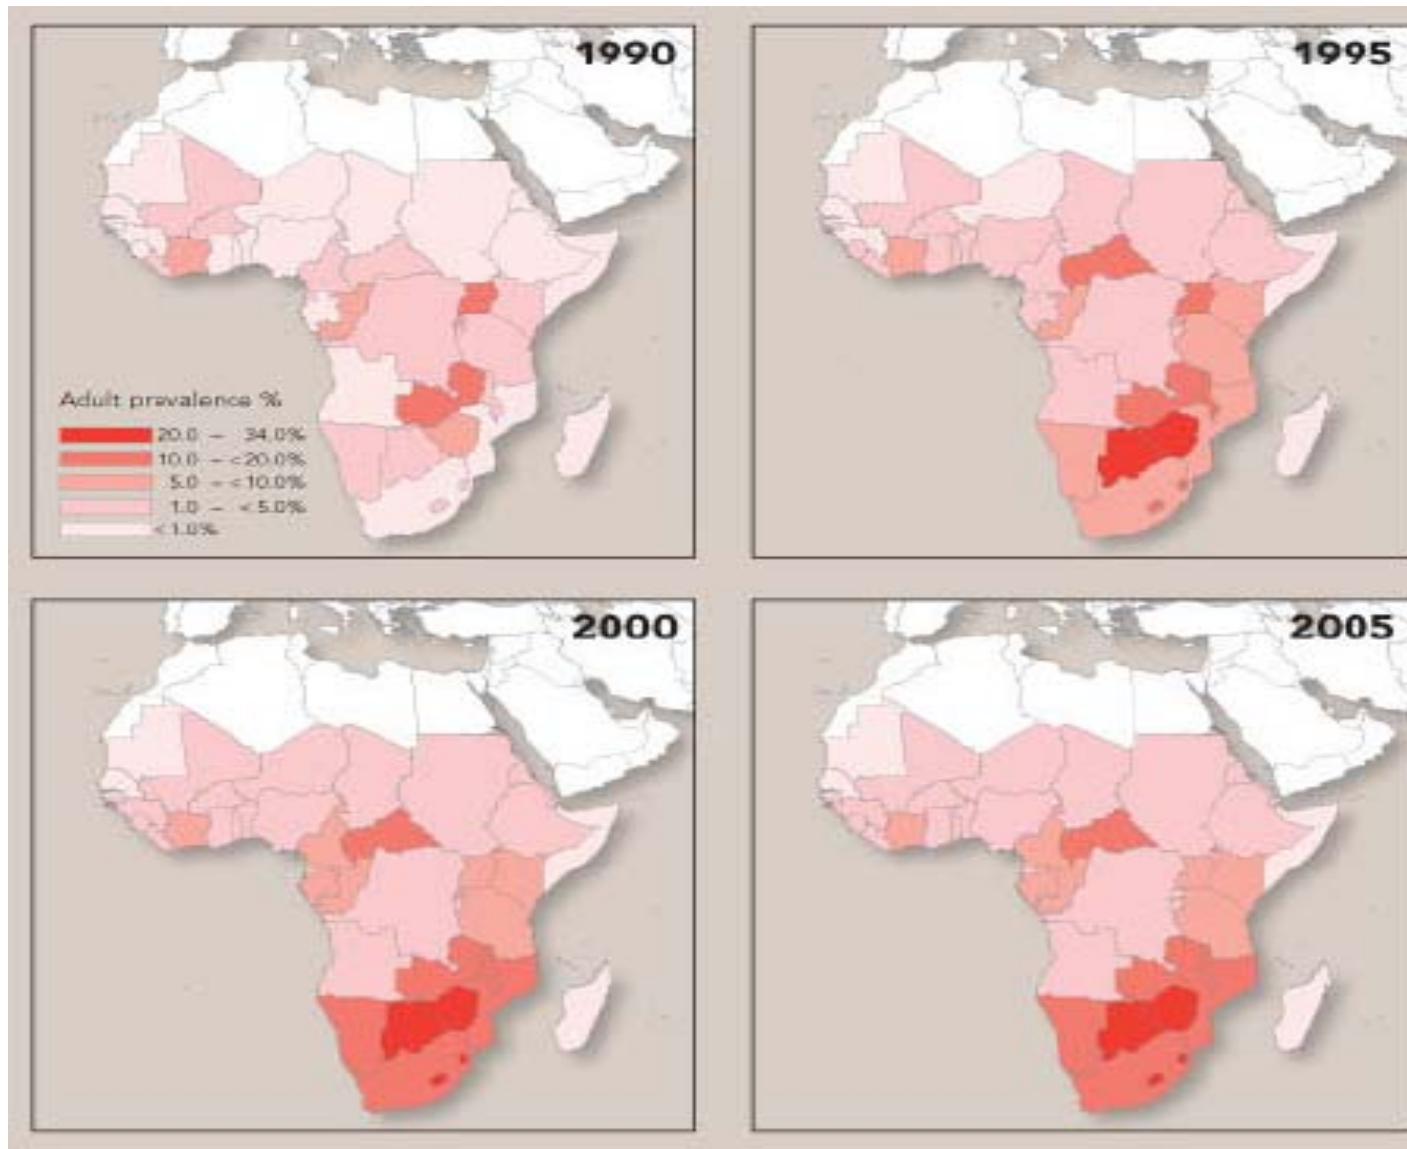 1990
1995
Adult prevalence %
20.0 – 34.0%
10.0 – <20.0%
5.0 – <10.0%
1.0 – <5.0%
<1.0%
2000
2005